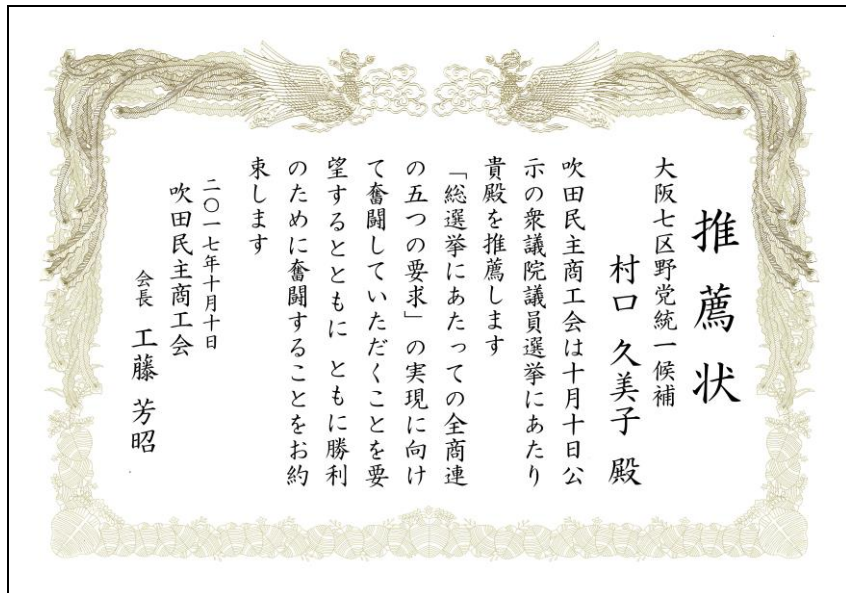 推薦状
大阪七区野党統一候補
村口 久美子 殿
吹田民主商工会は十月十日公
示の衆議院議員選挙にあたり
貴殿を推薦します
「総選挙にあたっての全商連
の五つの要求」の実現に向け
て奮闘していただくことを要
望するとともに ともに勝利
のために奮闘することをお約
束します
二〇一七年十月十日
吹田民主商工会
会長 工藤 芳昭